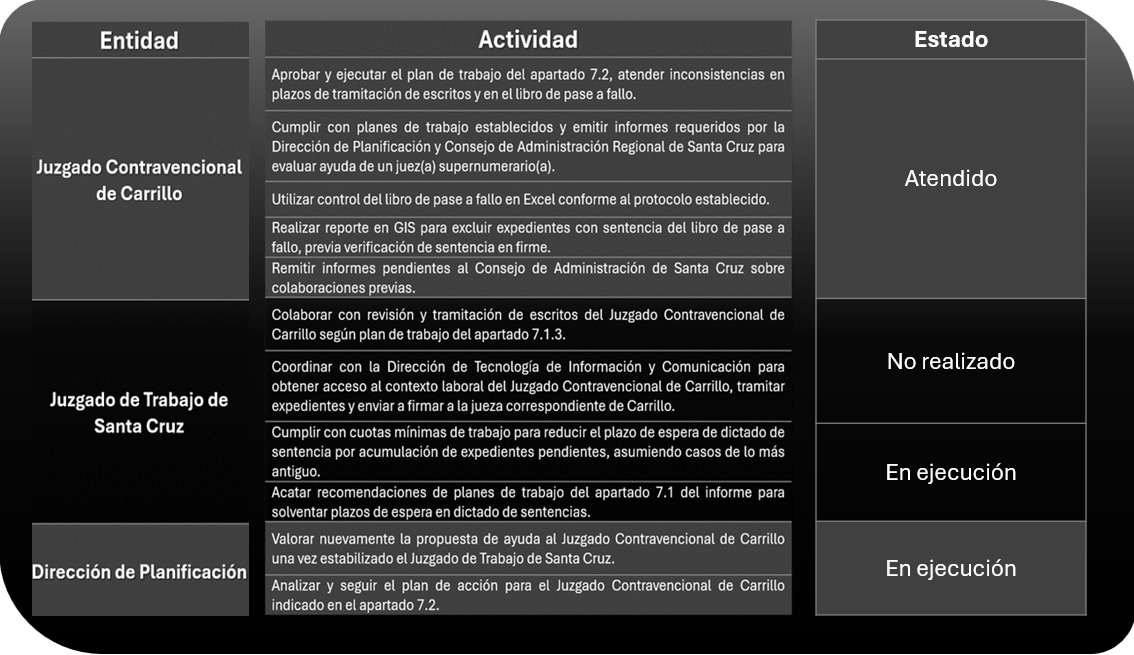 Entidad
Actividad
Estado
Juzgado Contravencional
de Carrillo
Aprobar y ejecutar el plan de trabajo del apartado 7.2, atender inconsistencias en
plazos de tramitación de escritos y en el libro de pase a fallo.
Cumplir con planes de trabajo establecidos y emitir informes requeridos por la
Dirección de Planificación y Consejo de Administración Regional de Santa Cruz para
evaluar ayuda de un juez(a) supernumerario(a).
Utilizar control del libro de pase a fallo en Excel conforme al protocolo establecido.
Realizar reporte en GIS para excluir expedientes con sentencia del libro de pase a
fallo, previa verificación de sentencia en firme.
Remitir informes pendientes al Consejo de Administración de Santa Cruz sobre
colaboraciones previas.
Atendido
Juzgado de Trabajo de
Santa Cruz
Colaborar con revisión y tramitación de escritos del Juzgado Contravencional de
Carrillo según plan de trabajo del apartado 7.1.3.
Coordinar con la Dirección de Tecnología de Información y Comunicación para
obtener acceso al contexto laboral del Juzgado Contravencional de Carrillo, tramitar
expedientes y enviar a firmar a la jueza correspondiente de Carrillo.
No realizado
Cumplir con cuotas mínimas de trabajo para reducir el plazo de espera de dictado de
sentencia por acumulación de expedientes pendientes, asumiendo casos de lo más
antiguo.
Acatar recomendaciones de planes de trabajo del apartado 7.1 del informe para
solventar plazos de espera en dictado de sentencias.
En ejecución
Dirección de Planificación
Valorar nuevamente la propuesta de ayuda al Juzgado Contravencional de Carrillo
una vez estabilizado el Juzgado de Trabajo de Santa Cruz.
Analizar y seguir el plan de acción para el Juzgado Contravencional de Carrillo
indicado en el apartado 7.2.
En ejecución